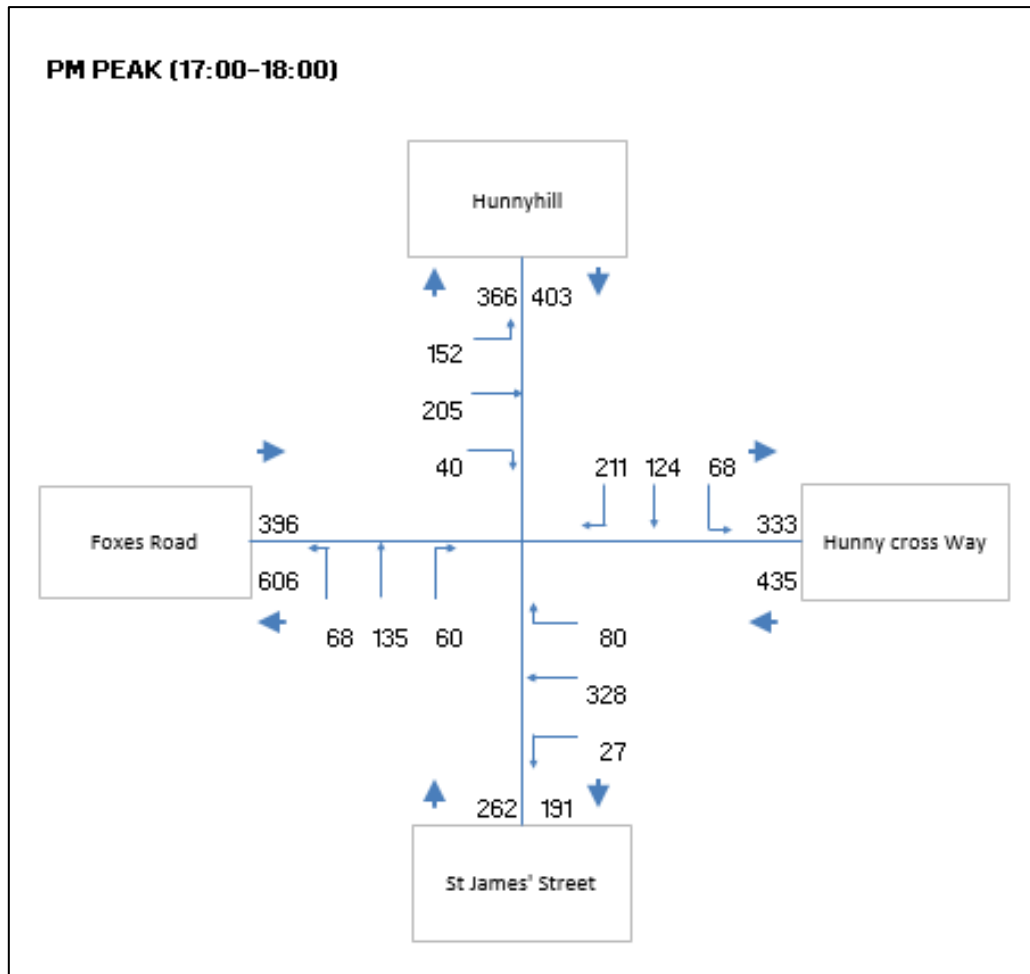 PM PEAK (17:00-18:00)
Hunnyhill
366 403
152
205
40
211 124 68
Foxes Road
396
606
333
435
Hunny cross Way
68 135 60
80
328
27
262 191
St James' Street